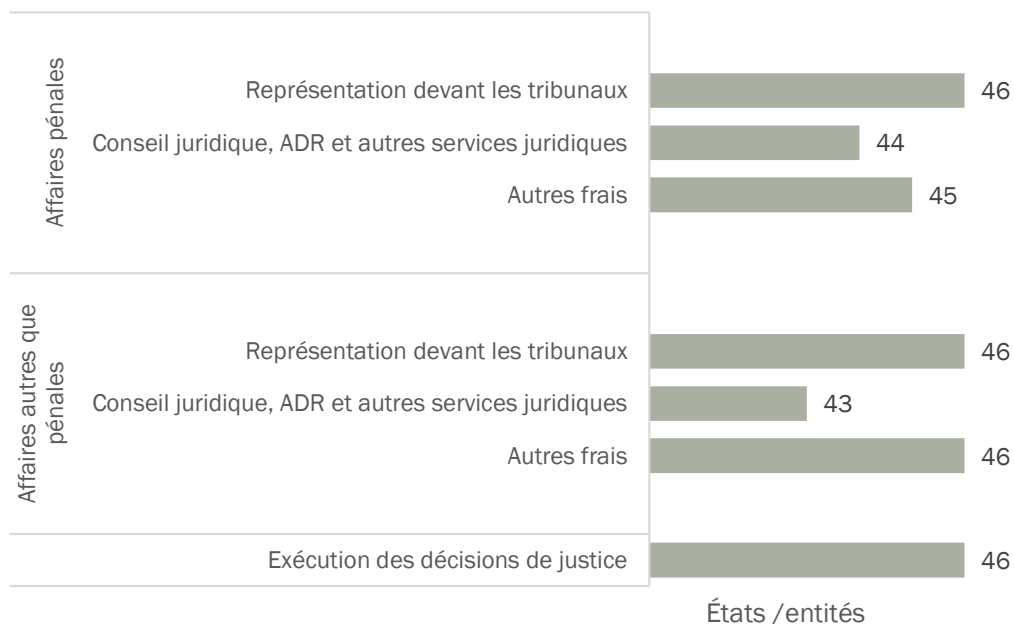 Affaires pénales
Représentation devant les tribunaux 46
Conseil juridique, ADR et autres services juridiques 44
Autres frais 45
Affaires autres que
pénales
Représentation devant les tribunaux 46
Conseil juridique, ADR et autres services juridiques 43
Autres frais 46
Exécution des décisions de justice 46
États /entités